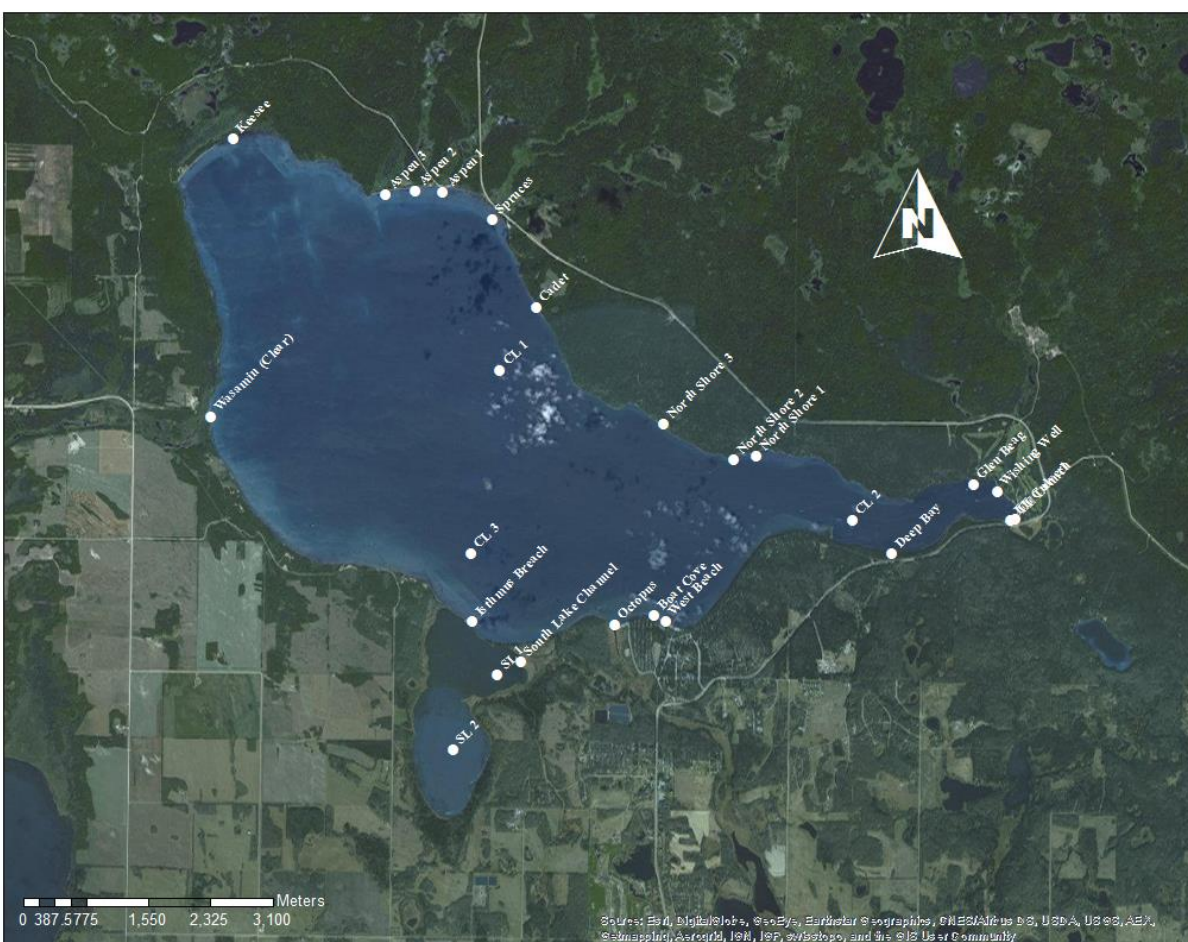 Keesee
Aspen 3
Aspen 2
Aspen 1
Spruces
N
Cadet
CL 1
North Shore 3
Wasamin (Clear)
North Shore 2
North Shore 1
Glen Beag
Wishing Well
CL 2
Deep Bay
CL 3
Isthmus Breach
Octopus
Boat Cove
West Beach
South Lake Channel
SL 1
SL 2
Meters
0 387.5775 1,550 2,325 3,100
Source: Esri, DigitalGlobe, GeoEye, Earthstar Geographics, CNES/Airbus DS, USDA, USGS, AEX,
Getmapping, Aerogrid, IGN, IGP, swisstopo, and the GIS User Community